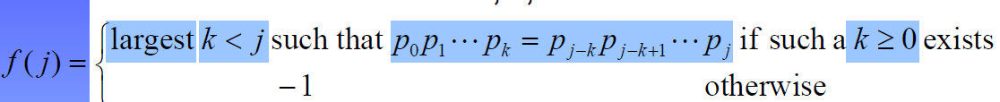 f(j) = { largest k < j such that p₀p₁⋯pₖ = pⱼ₋ₖpⱼ₋ₖ₊₁⋯pⱼ if such a k ≥ 0 exists
−1 otherwise